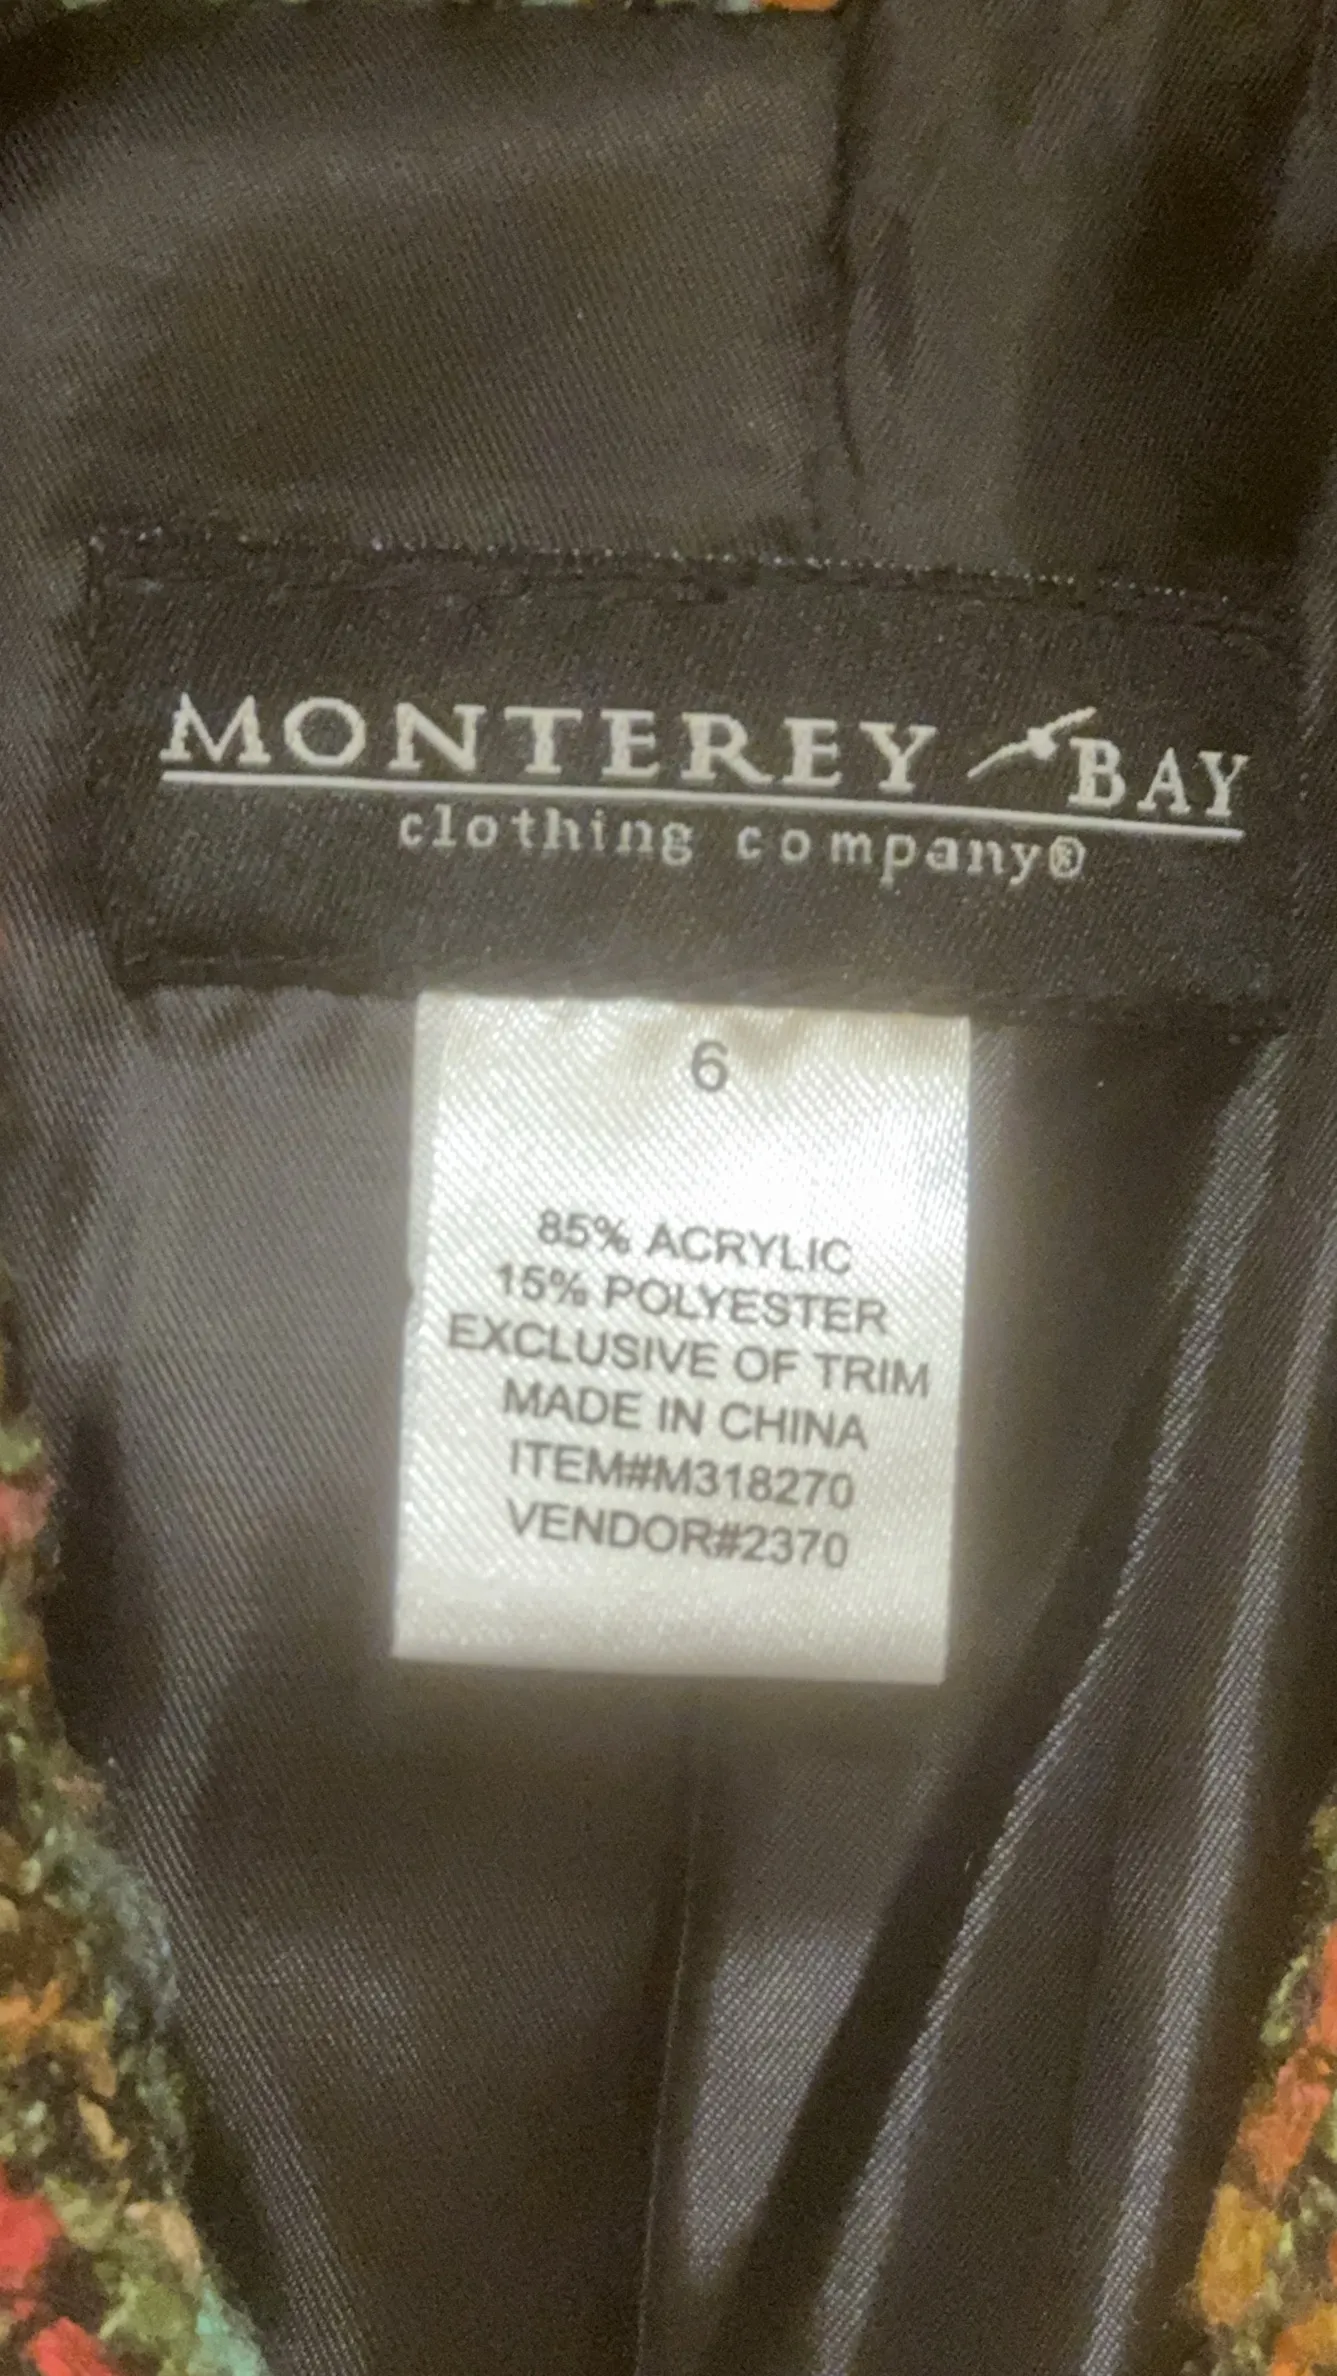 MONTEREY BAY
clothing company®
6
85% ACRYLIC
15% POLYESTER
EXCLUSIVE OF TRIM
MADE IN CHINA
ITEM#M318270
VENDOR#2370